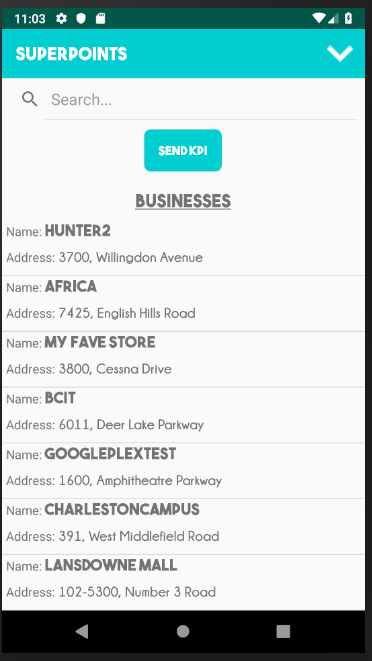 11:03
SUPERPOINTS
Search...
SEND KPI
BUSINESSES
Name: HUNTER2
Address: 3700, Willingdon Avenue
Name: AFRICA
Address: 7425, English Hills Road
Name: MY FAVE STORE
Address: 3800, Cessna Drive
Name: BCIT
Address: 6011, Deer Lake Parkway
Name: GOOGLEPLEXTEST
Address: 1600, Amphitheatre Parkway
Name: CHARLESTONCAMPUS
Address: 391, West Middlefield Road
Name: LANSDOWNE MALL
Address: 102-5300, Number 3 Road